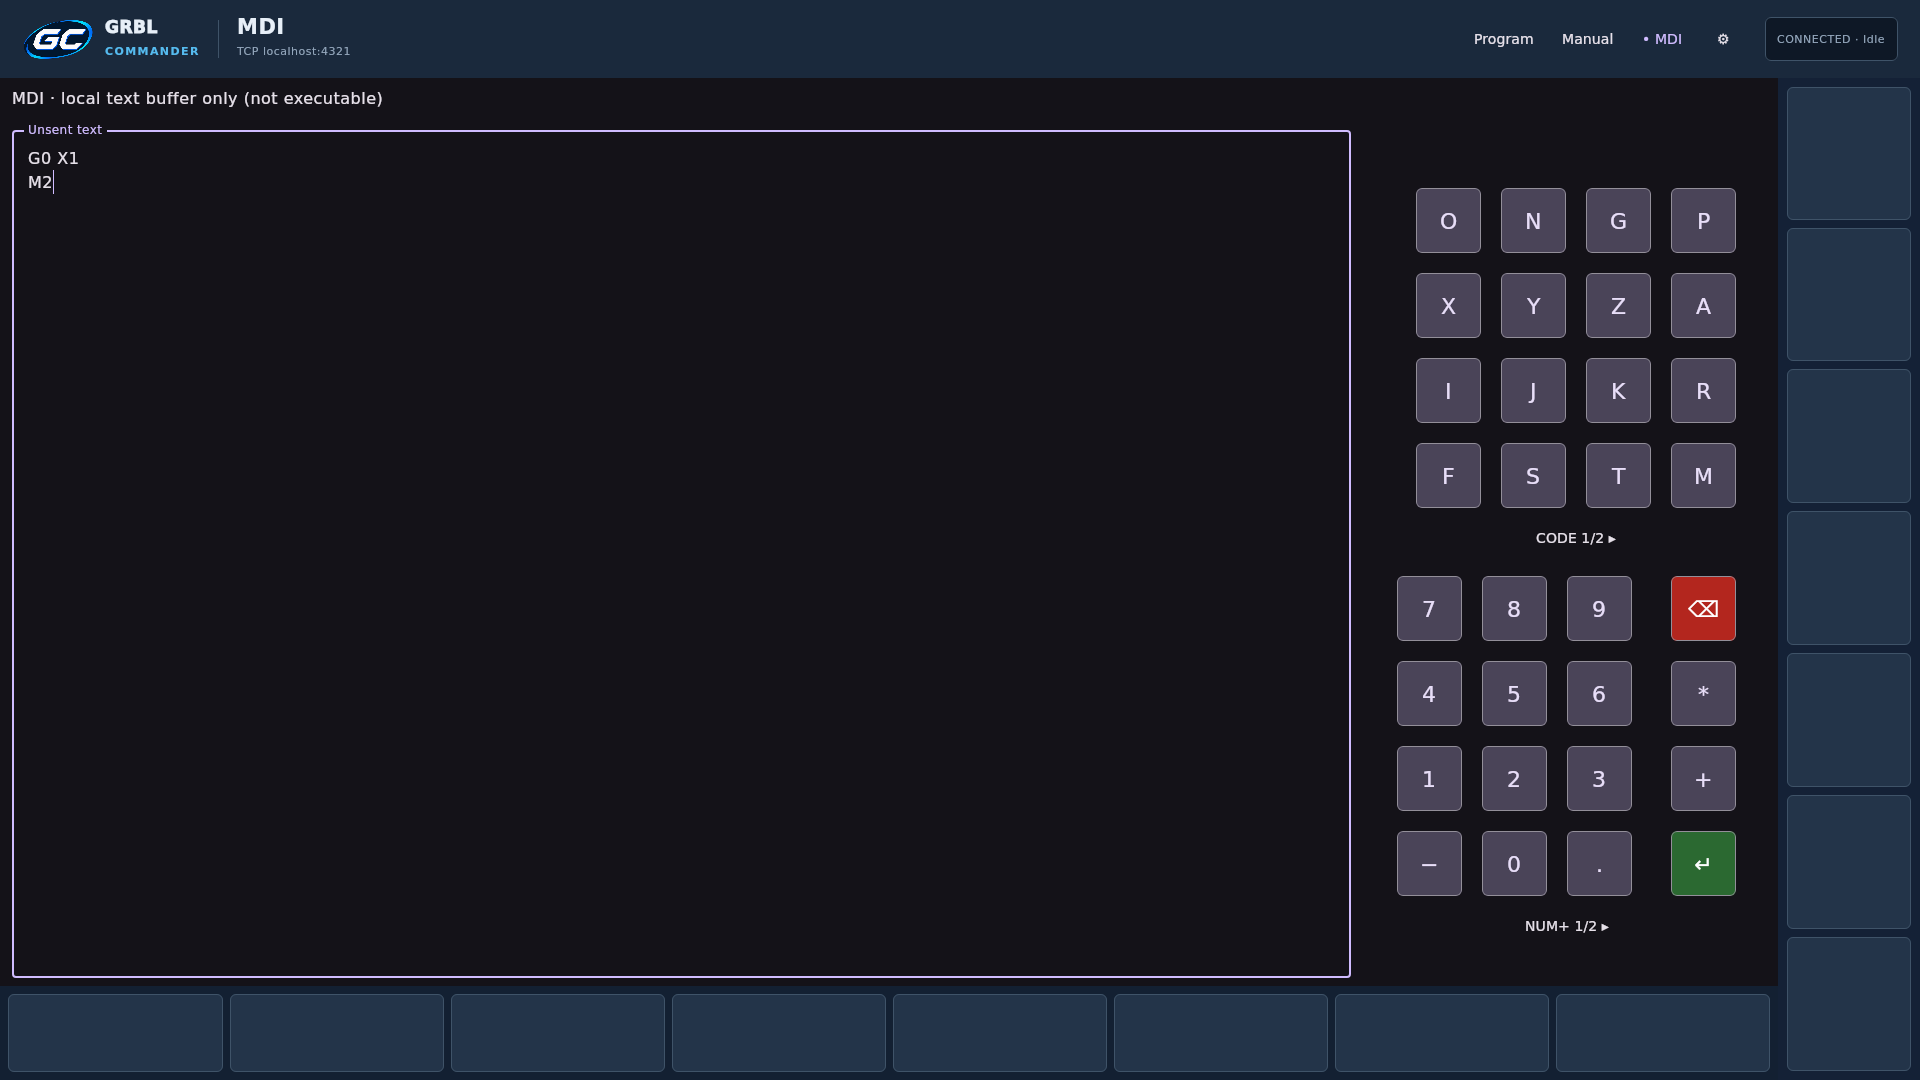 GC
GRBL
COMMANDER
MDI
TCP localhost:4321
Program
Manual
• MDI
⚙
CONNECTED · Idle
MDI · local text buffer only (not executable)
Unsent text
G0 X1
M2
O N G P
X Y Z A
I J K R
F S T M
CODE 1/2 ▸
7 8 9 ⌫
4 5 6 *
1 2 3 +
− 0 . ↵
NUM+ 1/2 ▸